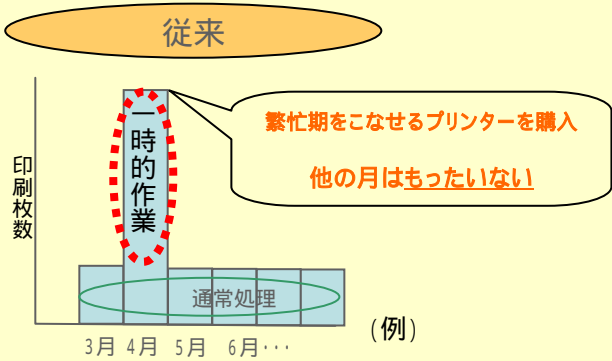 従来
繁忙期をこなせるプリンターを購入
他の月はもったいない
印刷枚数
一時的作業
通常処理
3月 4月 5月 6月・・・
(例)